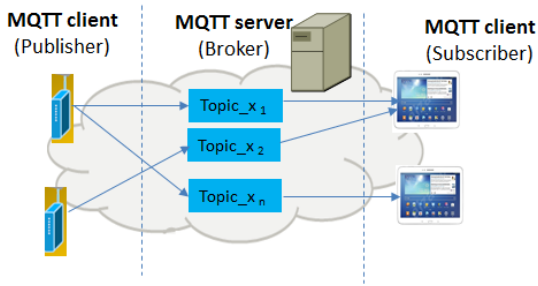 MQTT client
(Publisher)
MQTT server
(Broker)
MQTT client
(Subscriber)
Topic_x 1
Topic_x 2
Topic_x n